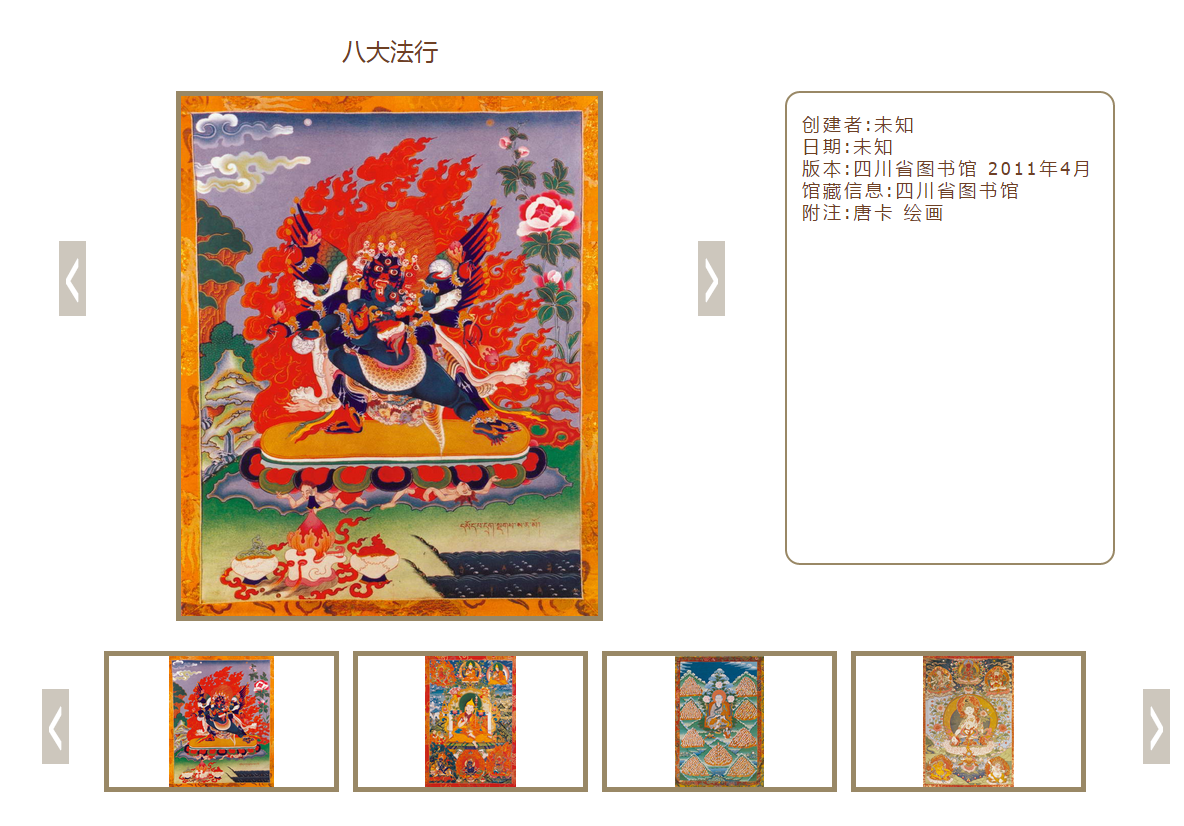 八大法行
创建者:未知
日期:未知
版本:四川省图书馆 2011年4月
馆藏信息:四川省图书馆
附注:唐卡 绘画